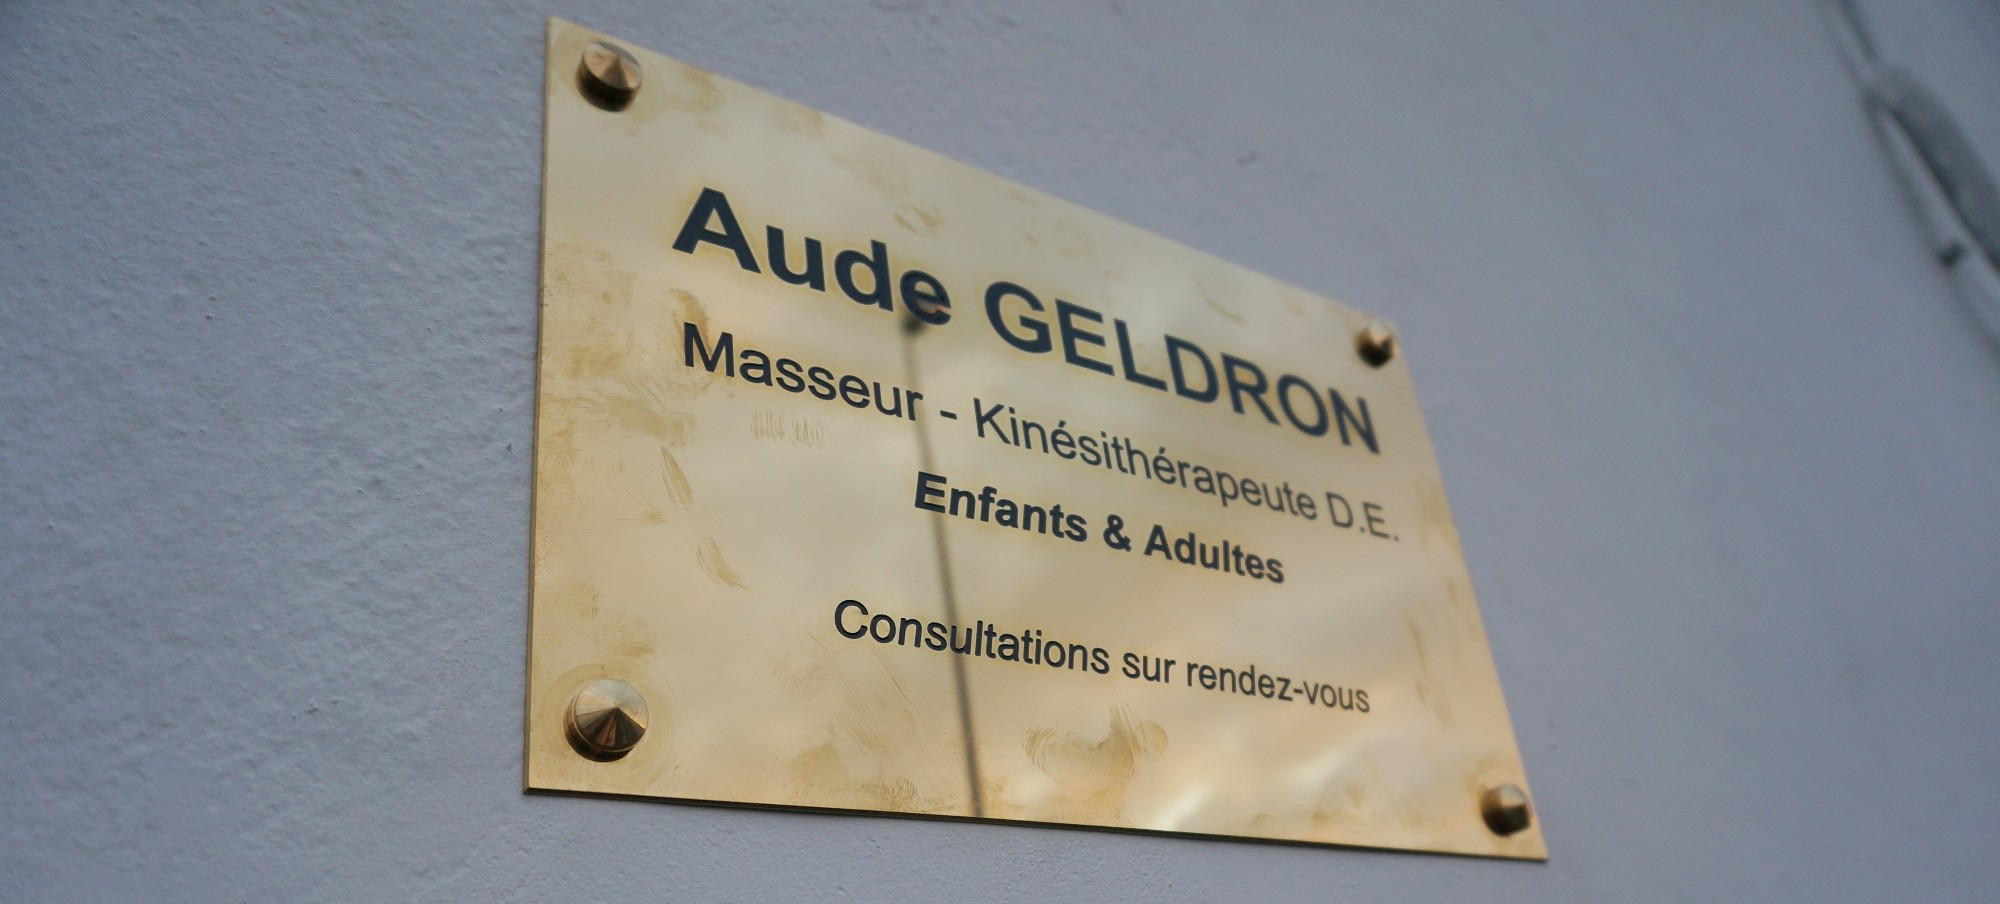 Aude GELDRON
Masseur - Kinésithérapeute D.E.
Enfants & Adultes
Consultations sur rendez-vous